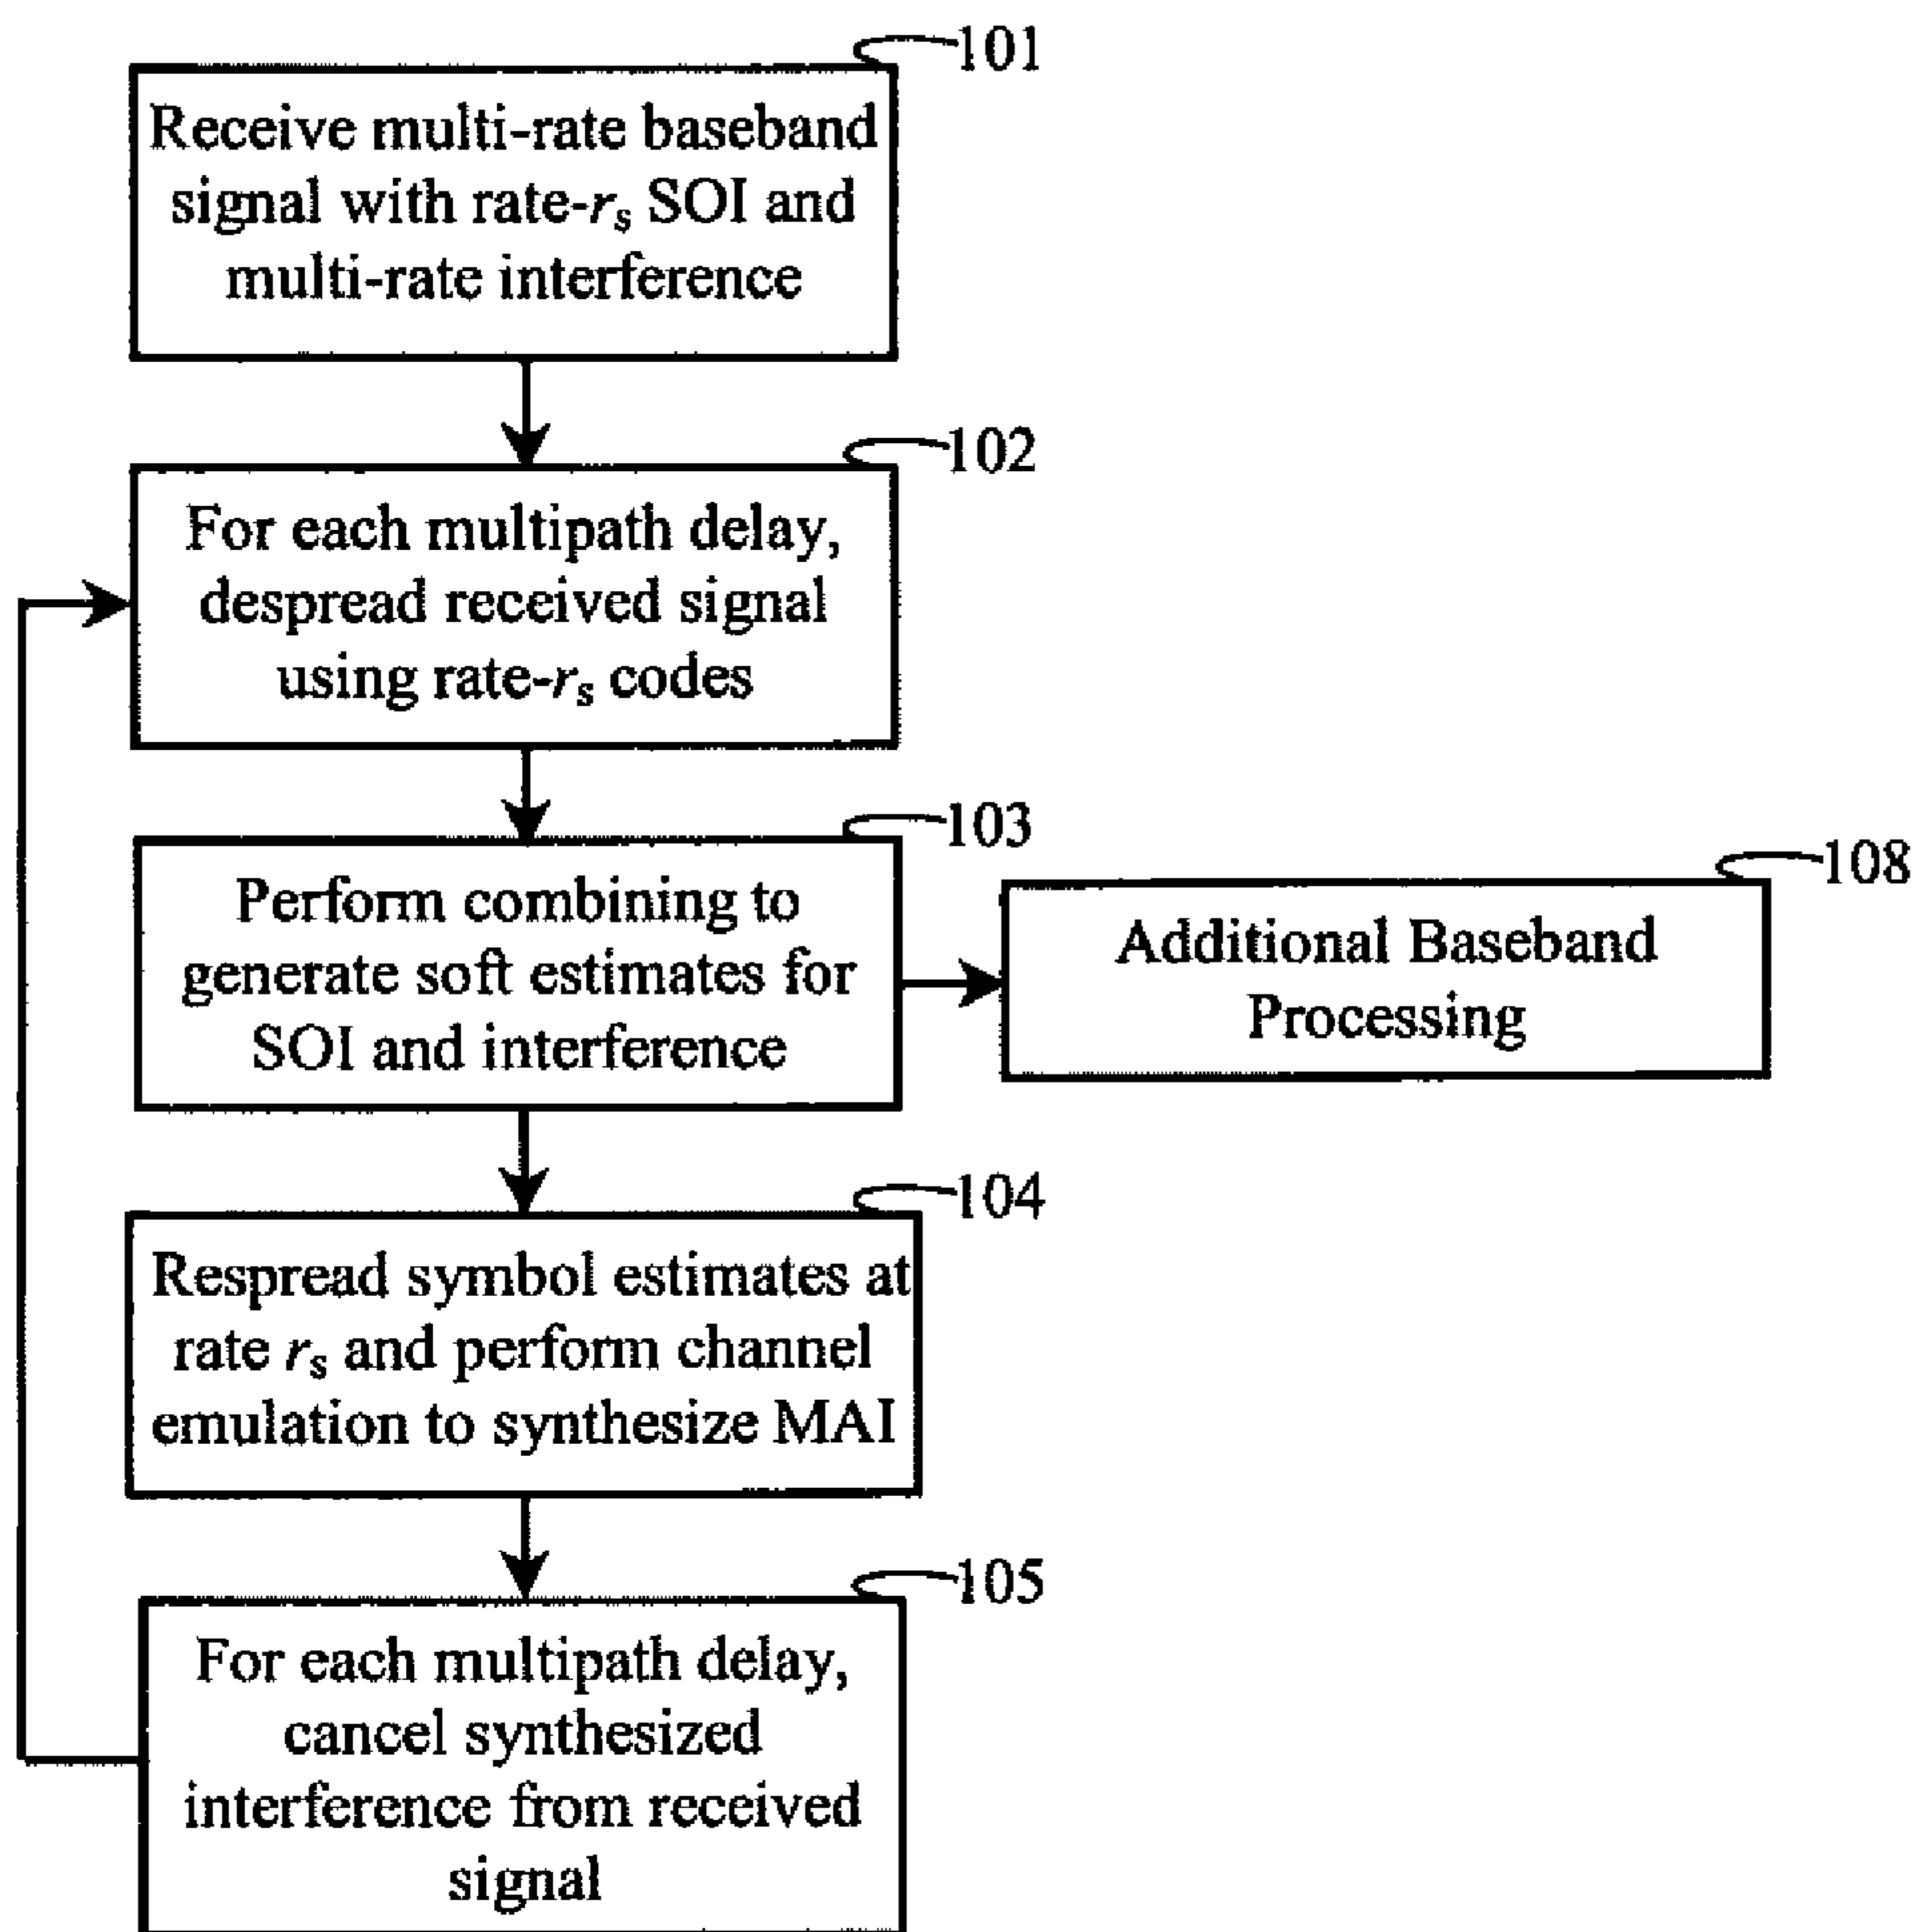 101
Receive multi-rate baseband
signal with rate-rs SOI and
multi-rate interference
102
For each multipath delay,
despread received signal
using rate-rs codes
103
Perform combining to
generate soft estimates for
SOI and interference
108
Additional Baseband
Processing
104
Respread symbol estimates at
rate rs and perform channel
emulation to synthesize MAI
105
For each multipath delay,
cancel synthesized
interference from received
signal